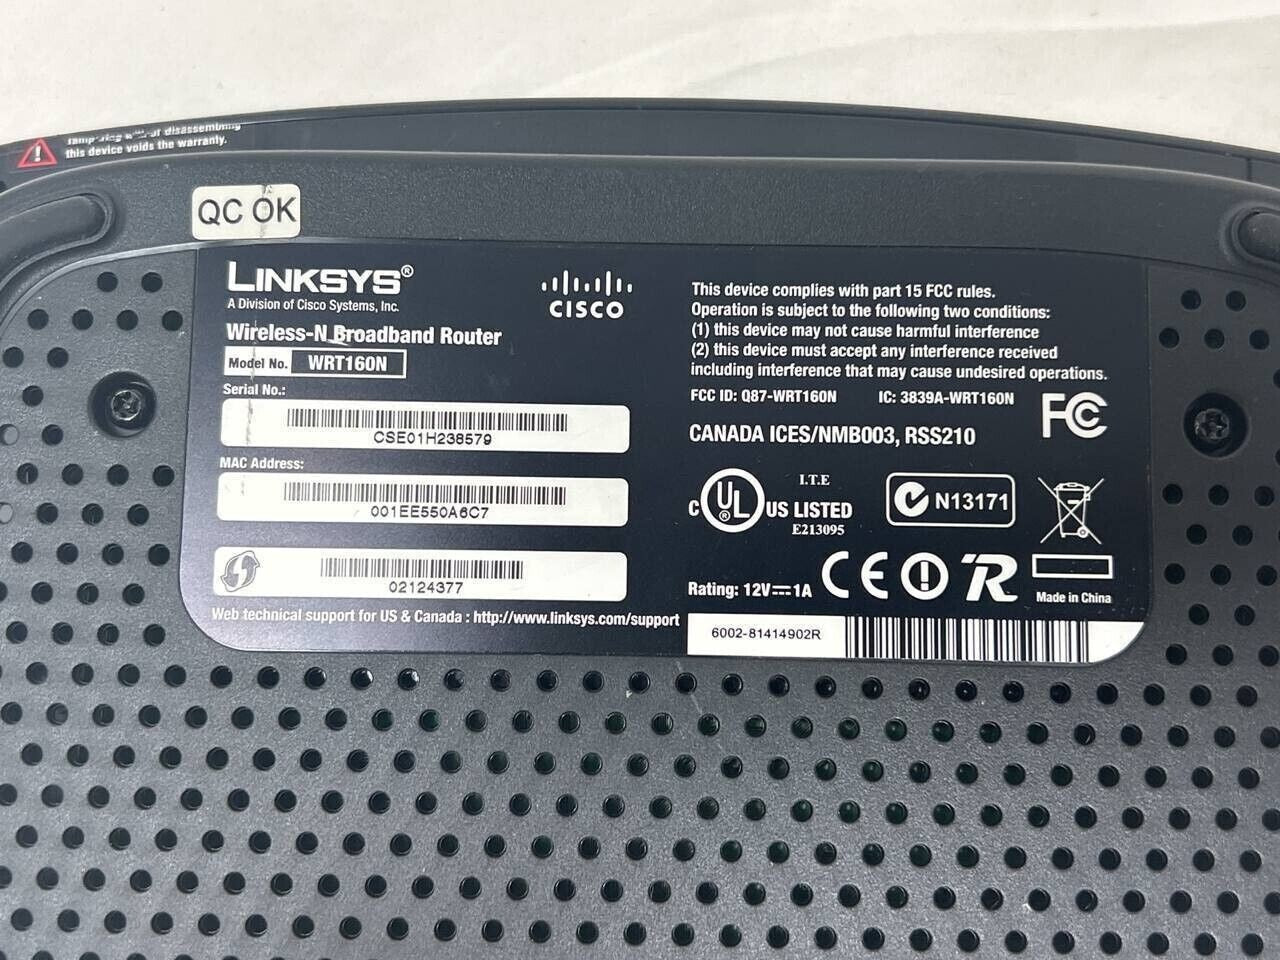 Tampering with or disassembling
this device voids the warranty.
QC OK
LINKSYS®
A Division of Cisco Systems, Inc.
CISCO
Wireless-N Broadband Router
Model No. WRT160N
Serial No.:
CSE01H238579
MAC Address:
001EE550A6C7
02124377
Web technical support for US & Canada : http://www.linksys.com/support
This device complies with part 15 FCC rules.
Operation is subject to the following two conditions:
(1) this device may not cause harmful interference
(2) this device must accept any interference received
including interference that may cause undesired operations.
FCC ID: Q87-WRT160N IC: 3839A-WRT160N
FC
CANADA ICES/NMB003, RSS210
C UL® US LISTED
I.T.E
E213095
N13171
Rating: 12V⎓1A
CE
R
Made in China
6002-81414902R